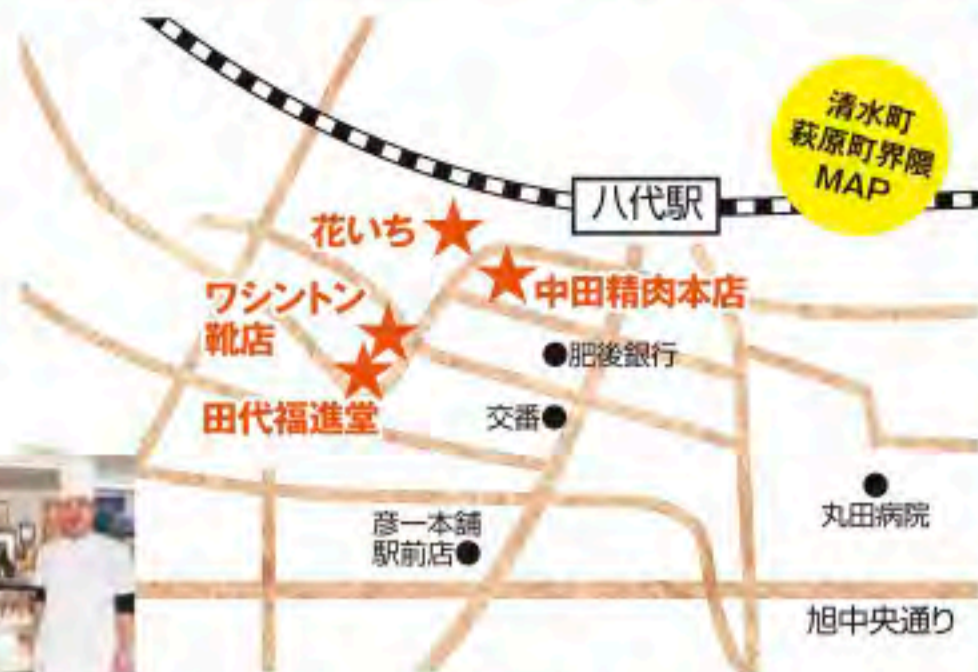 清水町
萩原町界隈
MAP
八代駅
花いち
中田精肉本店
ワシントン
靴店
肥後銀行
田代福進堂
交番
丸田病院
彦一本舗
駅前店
旭中央通り